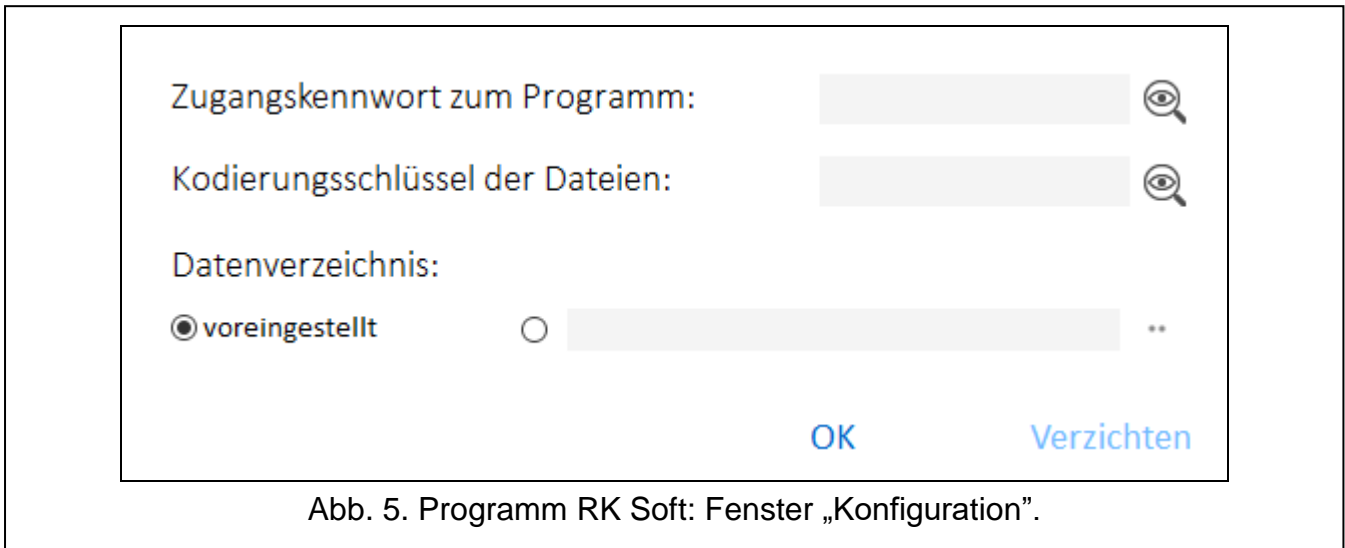 Zugangskennwort zum Programm:
Kodierungsschlüssel der Dateien:
Datenverzeichnis:
voreingestellt
··
OK Verzichten
Abb. 5. Programm RK Soft: Fenster „Konfiguration”.